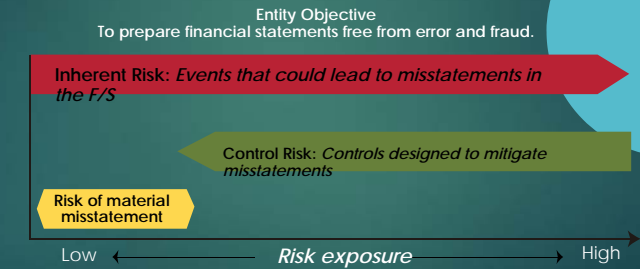 Entity Objective
To prepare financial statements free from error and fraud.
Inherent Risk: Events that could lead to misstatements in
the F/S
Control Risk: Controls designed to mitigate
misstatements
Risk of material
misstatement
Low Risk exposure High